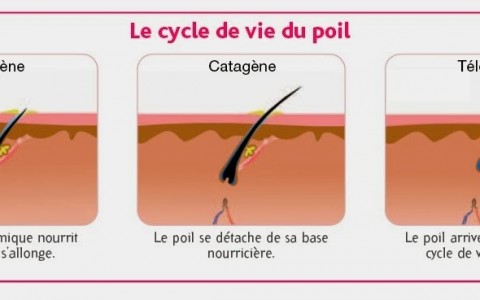 Le cycle de vie du poil
ène
Catagène
Tél
mique nourrit
s'allonge.
Le poil se détache de sa base
nourricière.
Le poil arrive
cycle de v